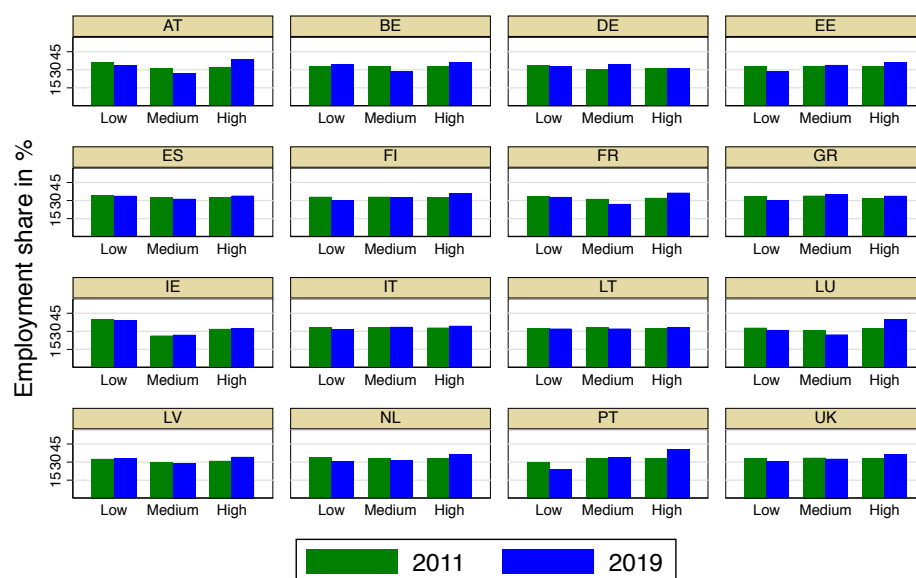 AT BE DE EE
15 30 45
Low Medium High Low Medium High Low Medium High Low Medium High
ES FI FR GR
15 30 45
Low Medium High Low Medium High Low Medium High Low Medium High
IE IT LT LU
15 30 45
Low Medium High Low Medium High Low Medium High Low Medium High
LV NL PT UK
15 30 45
Low Medium High Low Medium High Low Medium High Low Medium High
Employment share in %
2011 2019